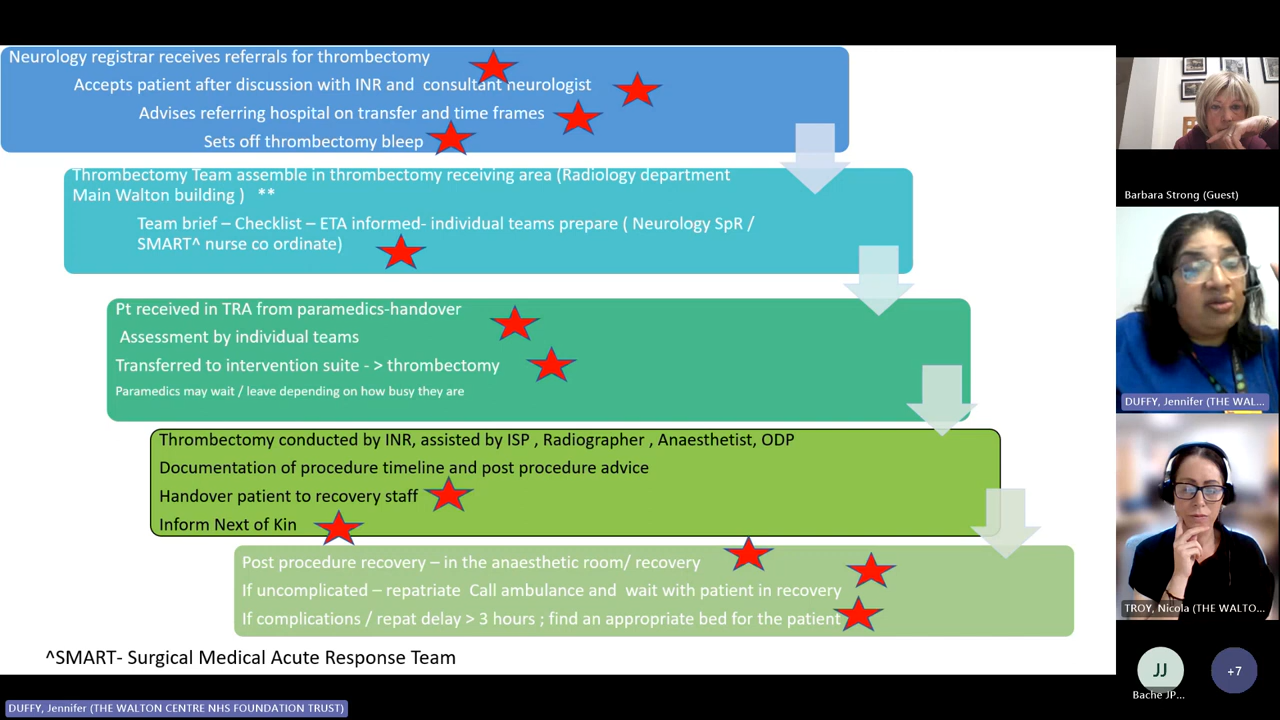 Neurology registrar receives referrals for thrombectomy
Accepts patient after discussion with INR and consultant neurologist
Advises referring hospital on transfer and time frames
Sets off thrombectomy bleep
Thrombectomy Team assemble in thrombectomy receiving area (Radiology department
Main Walton building ) **
Team brief – Checklist – ETA informed- individual teams prepare ( Neurology SpR /
SMART^ nurse co ordinate)
Pt received in TRA from paramedics-handover
Assessment by individual teams
Transferred to intervention suite - > thrombectomy
Paramedics may wait / leave depending on how busy they are
Thrombectomy conducted by INR, assisted by ISP , Radiographer , Anaesthetist, ODP
Documentation of procedure timeline and post procedure advice
Handover patient to recovery staff
Inform Next of Kin
Post procedure recovery – in the anaesthetic room/ recovery
If uncomplicated – repatriate Call ambulance and wait with patient in recovery
If complications / repat delay > 3 hours ; find an appropriate bed for the patient
^SMART- Surgical Medical Acute Response Team
DUFFY, Jennifer (THE WALTON CENTRE NHS FOUNDATION TRUST)
Barbara Strong (Guest)
DUFFY, Jennifer (THE WAL...
TROY, Nicola (THE WALTO...
JJ
Bache JP...
+7